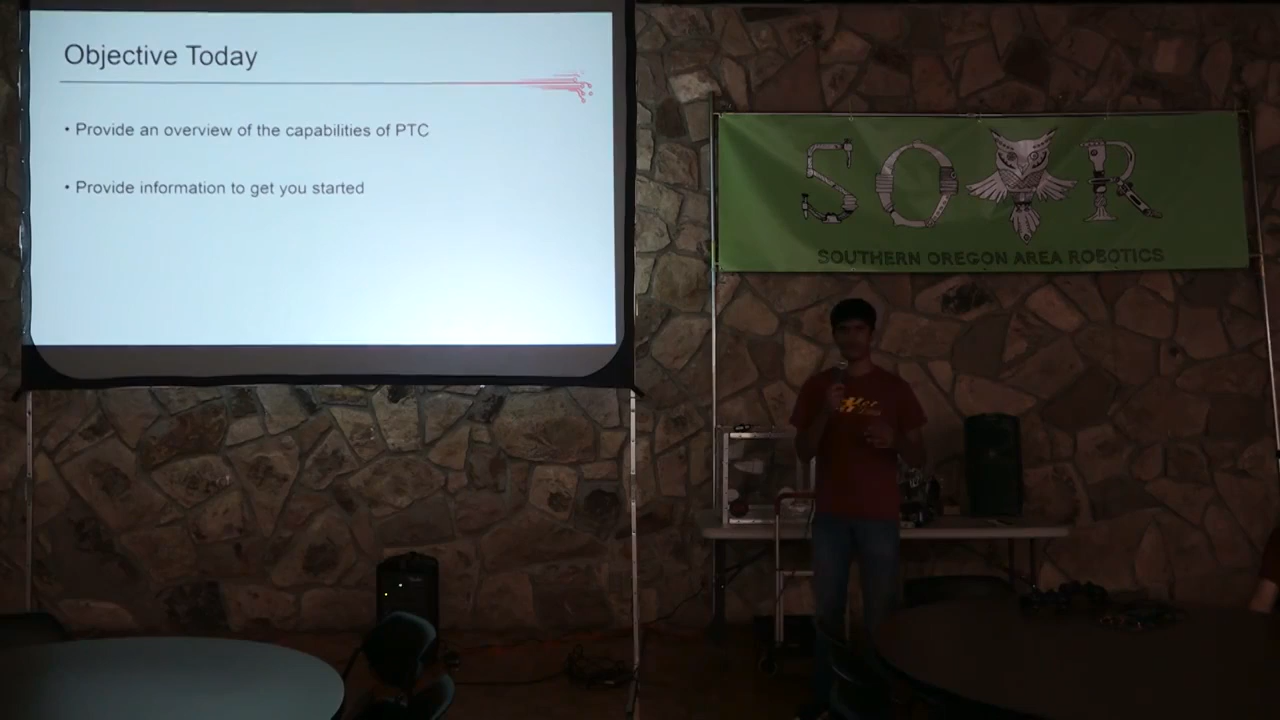 Objective Today
• Provide an overview of the capabilities of PTC
• Provide information to get you started
SOAR
SOUTHERN OREGON AREA ROBOTICS